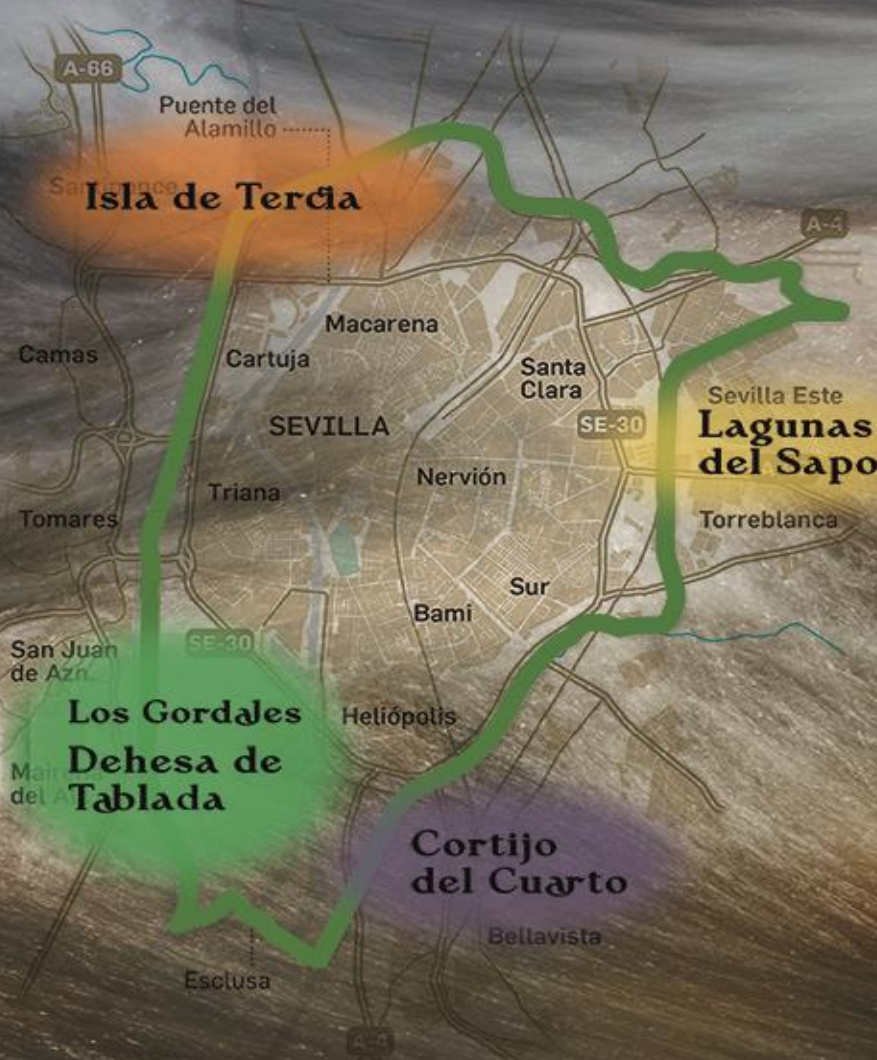 A-66
Puente del
Alamillo
Isla de Tercia
A-4
Macarena
Camas
Cartuja
Santa
Clara
Sevilla Este
SEVILLA
SE-30
Lagunas
del Sapo
Nervión
Triana
Tomares
Torreblanca
Sur
Bami
San Juan
de Azn
SE-30
Los Gordales
Heliópolis
Dehesa de
Tablada
del A
Cortijo
del Cuarto
Bellavista
Esclusa
A-4